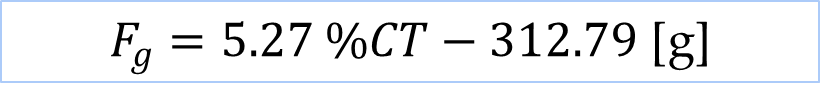 F_g = 5.27 %CT − 312.79 [g]